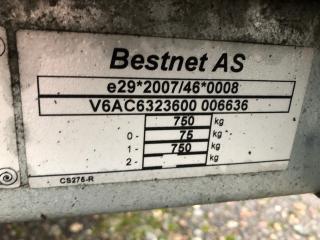 Bestnet AS
e29*2007/46*0008
V6AC6323600 006636
750 kg
0- 75 kg
1- 750 kg
2- kg
CS275-R